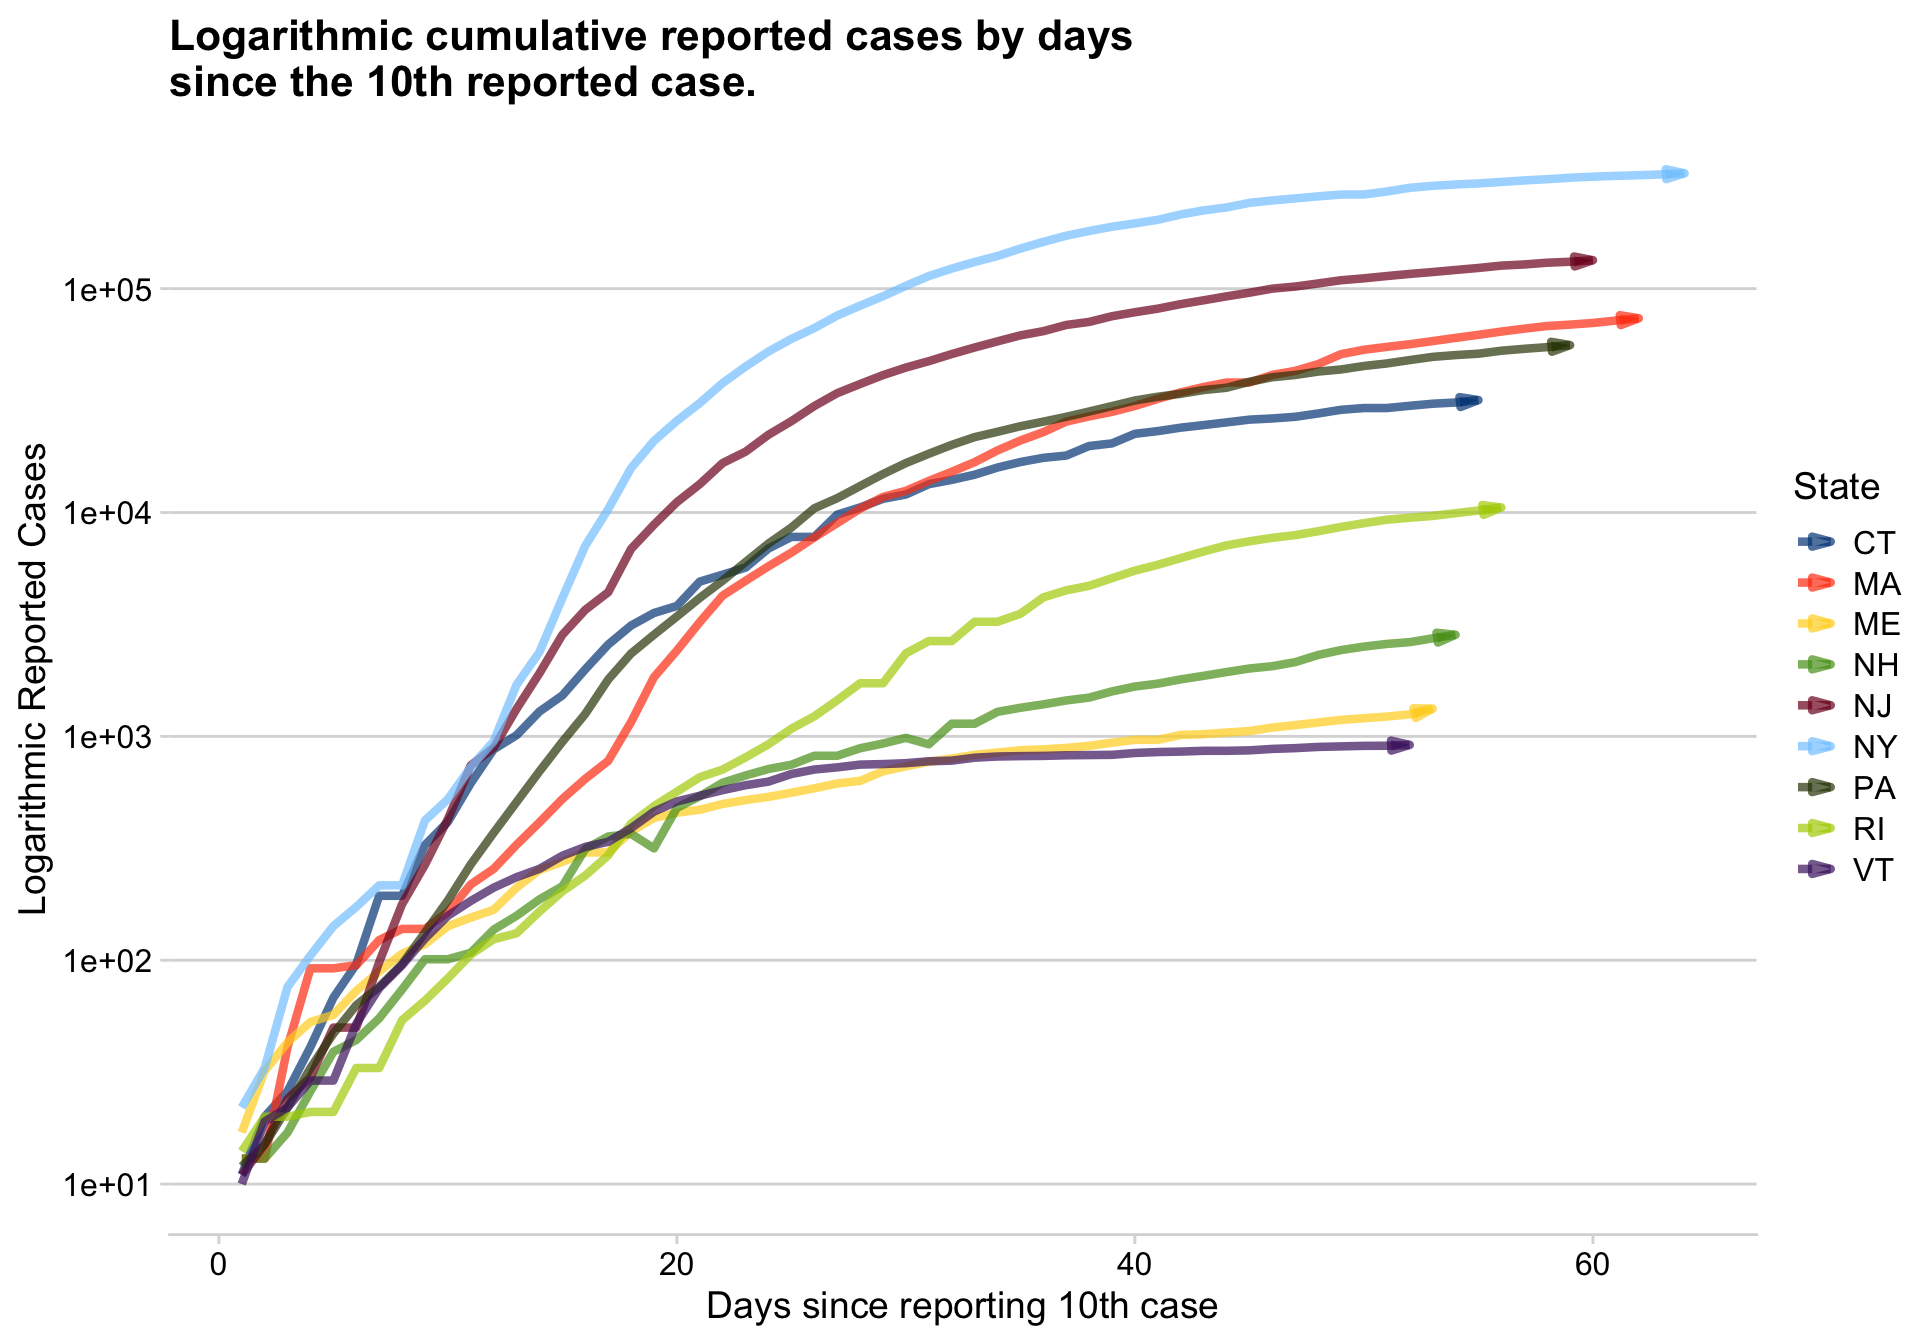 Logarithmic cumulative reported cases by days
since the 10th reported case.
Logarithmic Reported Cases
1e+05
1e+04
1e+03
1e+02
1e+01
0
20
40
60
Days since reporting 10th case
State
CT
MA
ME
NH
NJ
NY
PA
RI
VT